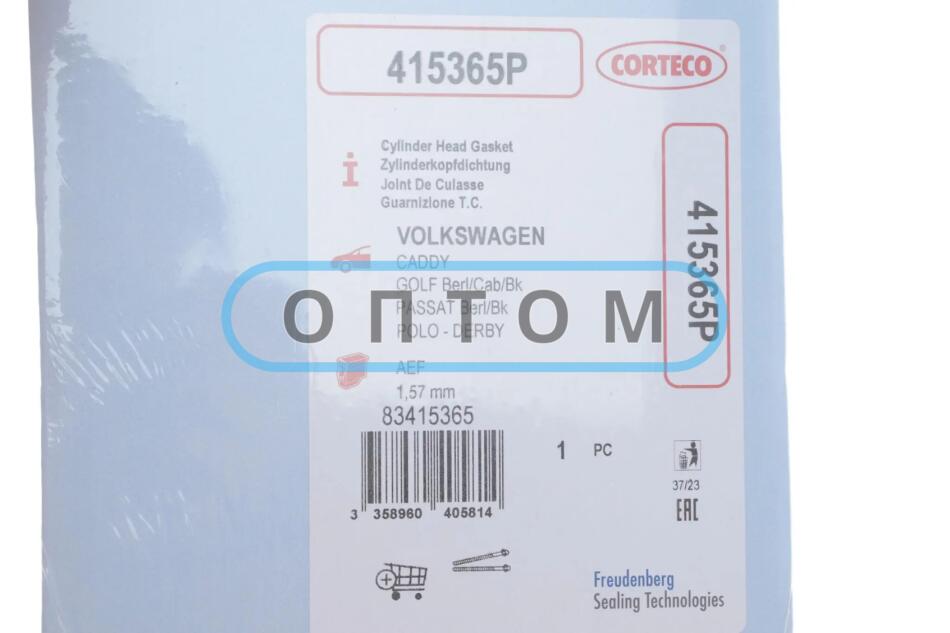 415365P
CORTECO®
Cylinder Head Gasket
Zylinderkopfdichtung
Joint De Culasse
Guarnizione T.C.
415365P
VOLKSWAGEN
CADDY
GOLF Berl/Cab/Bk
PASSAT Berl/Bk
POLO - DERBY
ОПТОМ
AEF
1,57 mm
83415365
1 PC
37/23
EAC
3 358960 405814
Freudenberg
Sealing Technologies